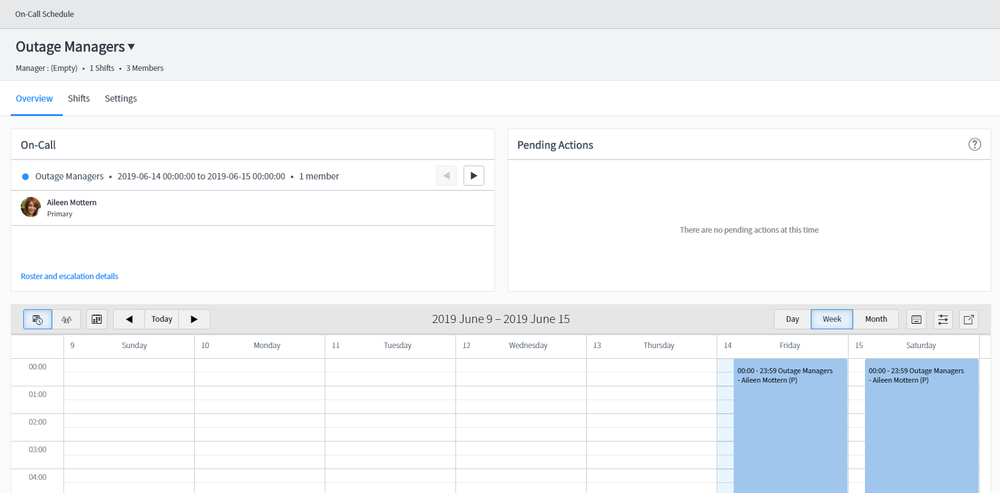 On-Call Schedule
Outage Managers
Manager : (Empty) • 1 Shifts • 3 Members
Overview Shifts Settings
On-Call
Outage Managers • 2019-06-14 00:00:00 to 2019-06-15 00:00:00 • 1 member
Aileen Mottern
Primary
Roster and escalation details
Pending Actions
There are no pending actions at this time
Today
2019 June 9 – 2019 June 15
Day Week Month
9 Sunday 10 Monday 11 Tuesday 12 Wednesday 13 Thursday 14 Friday 15 Saturday
00:00
01:00
02:00
03:00
04:00
00:00 - 23:59 Outage Managers
- Aileen Mottern (P)
00:00 - 23:59 Outage Managers
- Aileen Mottern (P)